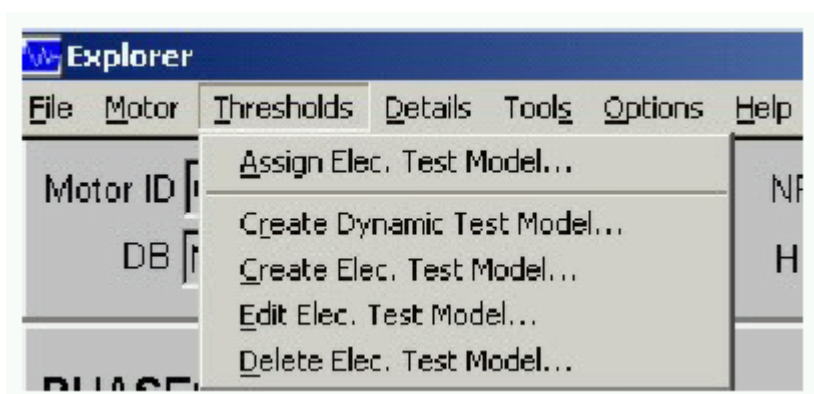 Explorer
File Motor Thresholds Details Tools Options Help
Assign Elec. Test Model...
Motor ID
Create Dynamic Test Model...
DB
H
Create Elec. Test Model...
Edit Elec. Test Model...
Delete Elec. Test Model...